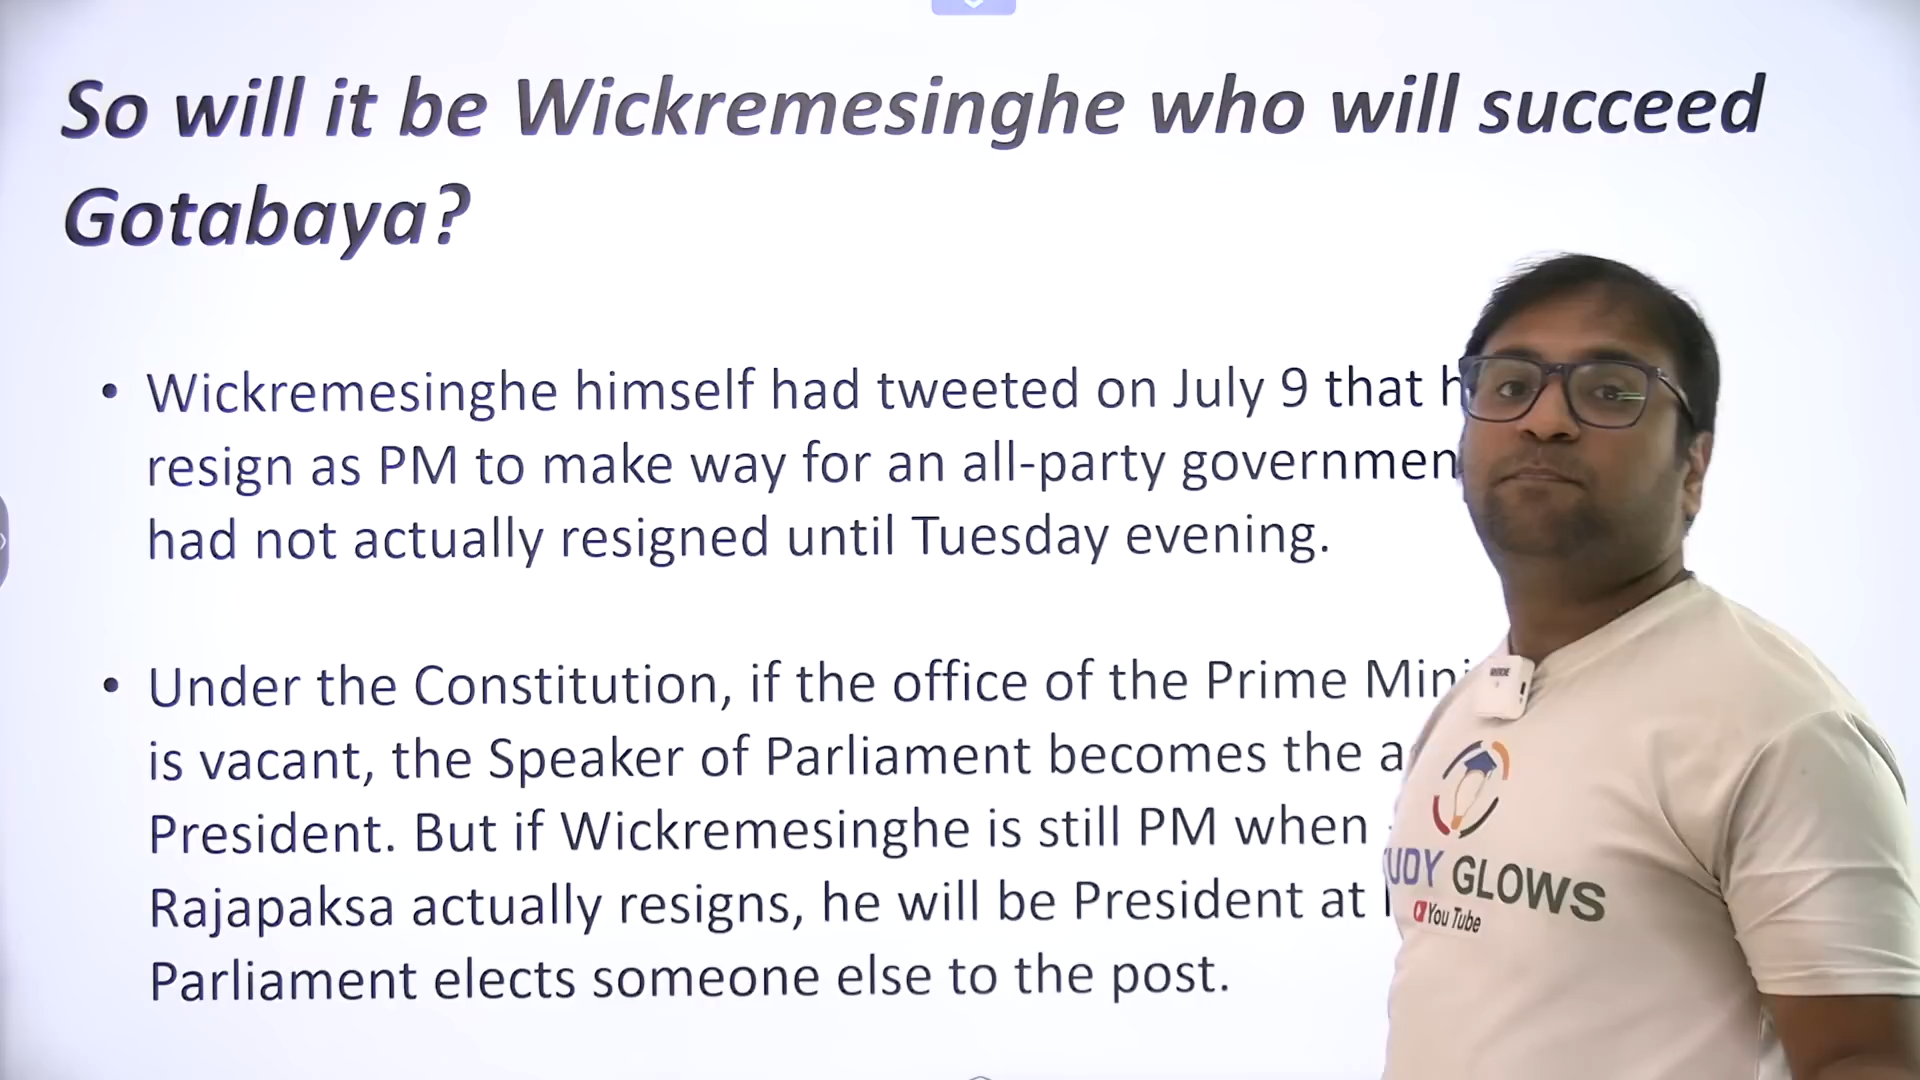 So will it be Wickremesinghe who will succeed
Gotabaya?
• Wickremesinghe himself had tweeted on July 9 that
resign as PM to make way for an all-party
had not actually resigned until Tuesday evening.
• Under the Constitution, if the office of the Prime
is vacant, the Speaker of Parliament becomes the
President. But if Wickremesinghe is still PM when
Rajapaksa actually resigns, he will be President at
Parliament elects someone else to the post.
GLOWS
You Tube